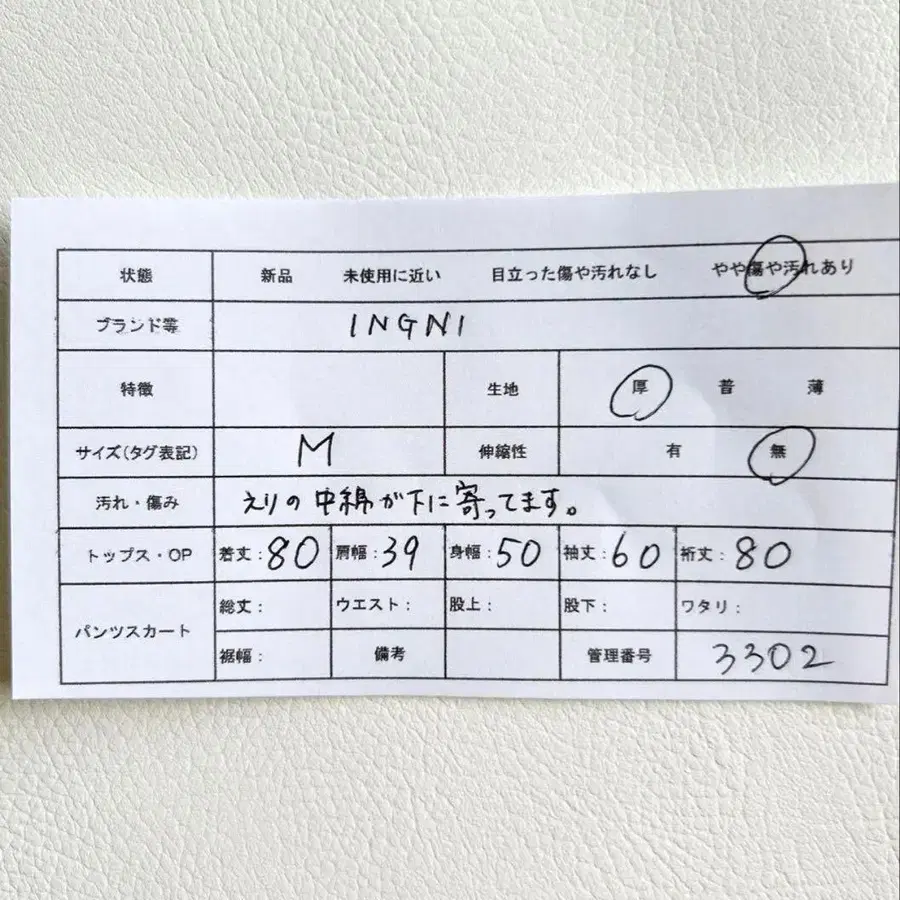 状態 新品 未使用に近い 目立った傷や汚れなし やや傷や汚れあり
ブランド等 INGNI
特徴 生地 厚 普 薄
サイズ(タグ表記) M 伸縮性 有 無
汚れ・傷み えりの中綿が下に寄ってます。
トップス・OP 着丈:80 肩幅:39 身幅:50 袖丈:60 裄丈:80
パンツスカート 総丈: ウエスト: 股上: 股下: ワタリ:
裾幅: 備考 管理番号 3302